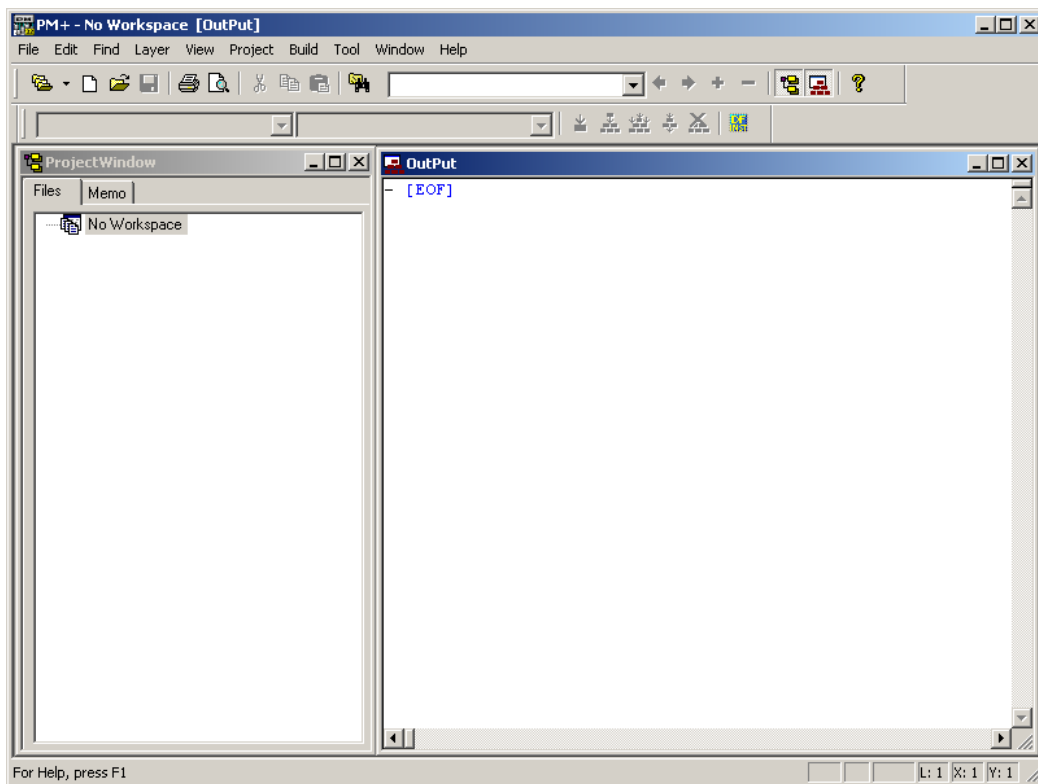 PM+ - No Workspace [OutPut]
File Edit Find Layer View Project Build Tool Window Help
ProjectWindow
OutPut
Files Memo
[EOF]
No Workspace
For Help, press F1
L: 1 X: 1 Y: 1